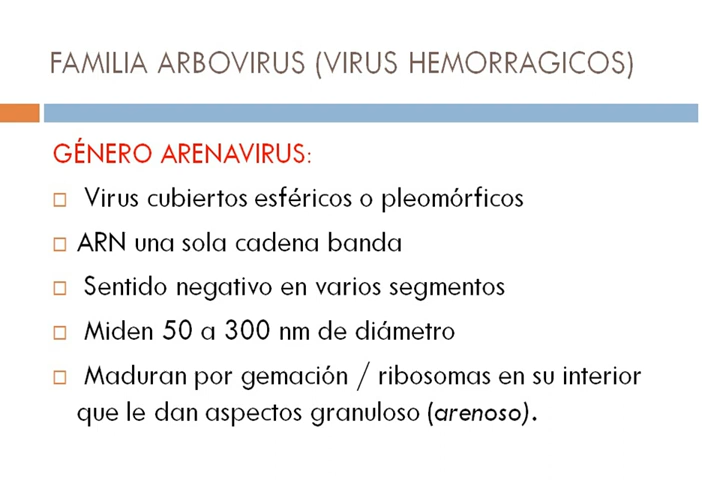 FAMILIA ARBOVIRUS (VIRUS HEMORRAGICOS)
GÉNERO ARENAVIRUS:
Virus cubiertos esféricos o pleomórficos
ARN una sola cadena banda
Sentido negativo en varios segmentos
Miden 50 a 300 nm de diámetro
Maduran por gemación / ribosomas en su interior
que le dan aspectos granuloso (arenoso).